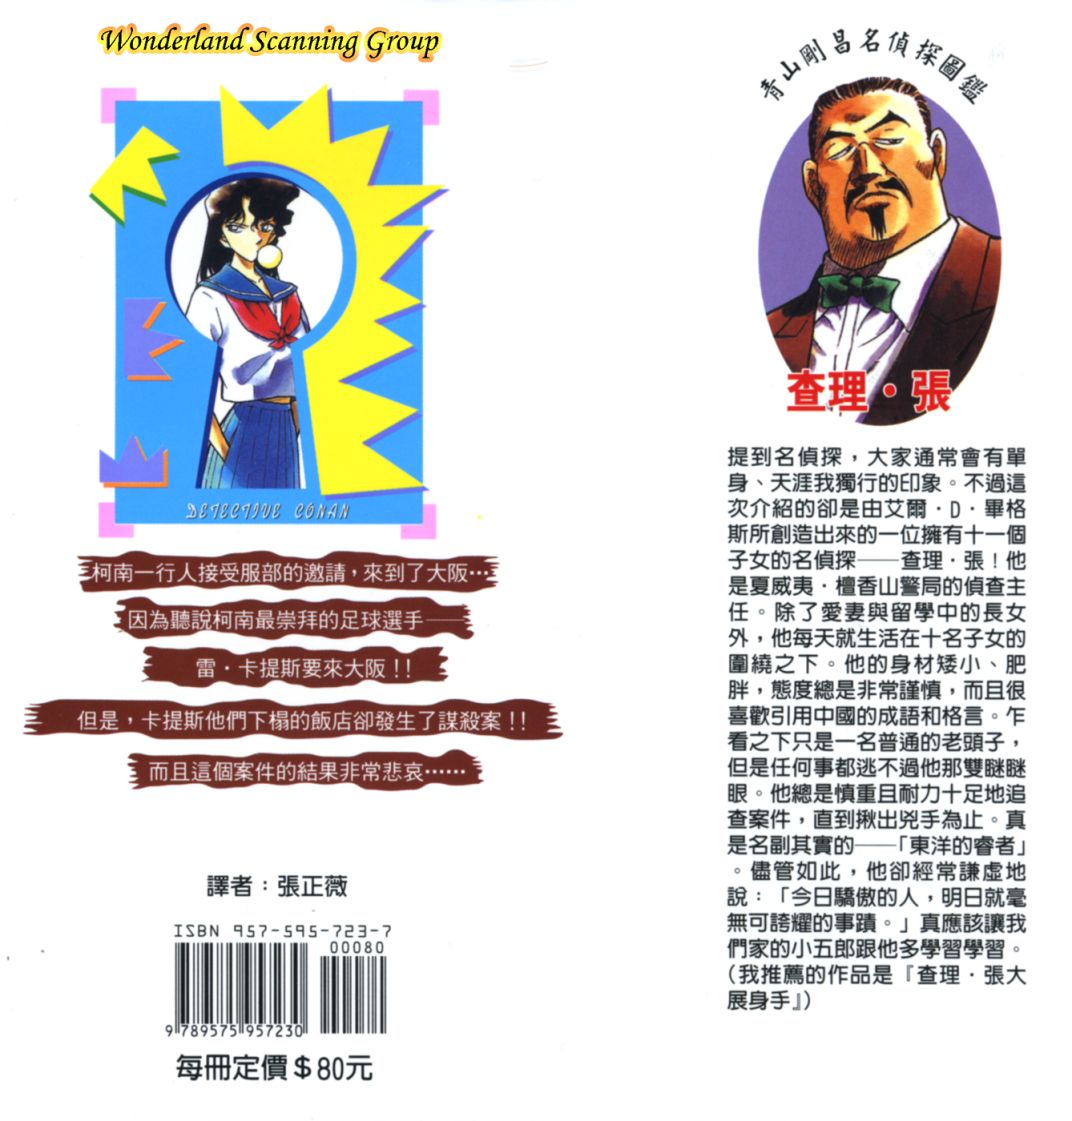 Wonderland Scanning Group
DETECTIVE CONAN
柯南一行人接受服部的邀請，來到了大阪…
因為聽說柯南最崇拜的足球選手──
雷·卡提斯要來大阪！！
但是，卡提斯他們下榻的飯店卻發生了謀殺案！！
而且這個案件的結果非常悲哀……
譯者：張正薇
ISBN 957-595-723-7
00080
9 789575 957230
每冊定價＄80元
青山剛昌名偵探圖鑑
查理·張
提到名偵探，大家通常會有單
身、天涯我獨行的印象。不過這
次介紹的卻是由艾爾·D·畢格
斯所創造出來的一位擁有十一個
子女的名偵探──查理·張！他
是夏威夷·檀香山警局的偵查主
任。除了愛妻與留學中的長女
外，他每天就生活在十名子女的
圍繞之下。他的身材矮小、肥
胖，態度總是非常謹慎，而且很
喜歡引用中國的成語和格言。乍
看之下只是一名普通的老頭子，
但是任何事都逃不過他那雙瞇瞇
眼。他總是慎重且耐力十足地追
查案件，直到揪出兇手為止。真
是名副其實的──「東洋的睿者」
。儘管如此，他卻經常謙虛地
說：「今日驕傲的人，明日就毫
無可誇耀的事蹟。」真應該讓我
們家的小五郎跟他多學習學習。
（我推薦的作品是『查理·張大
展身手』）